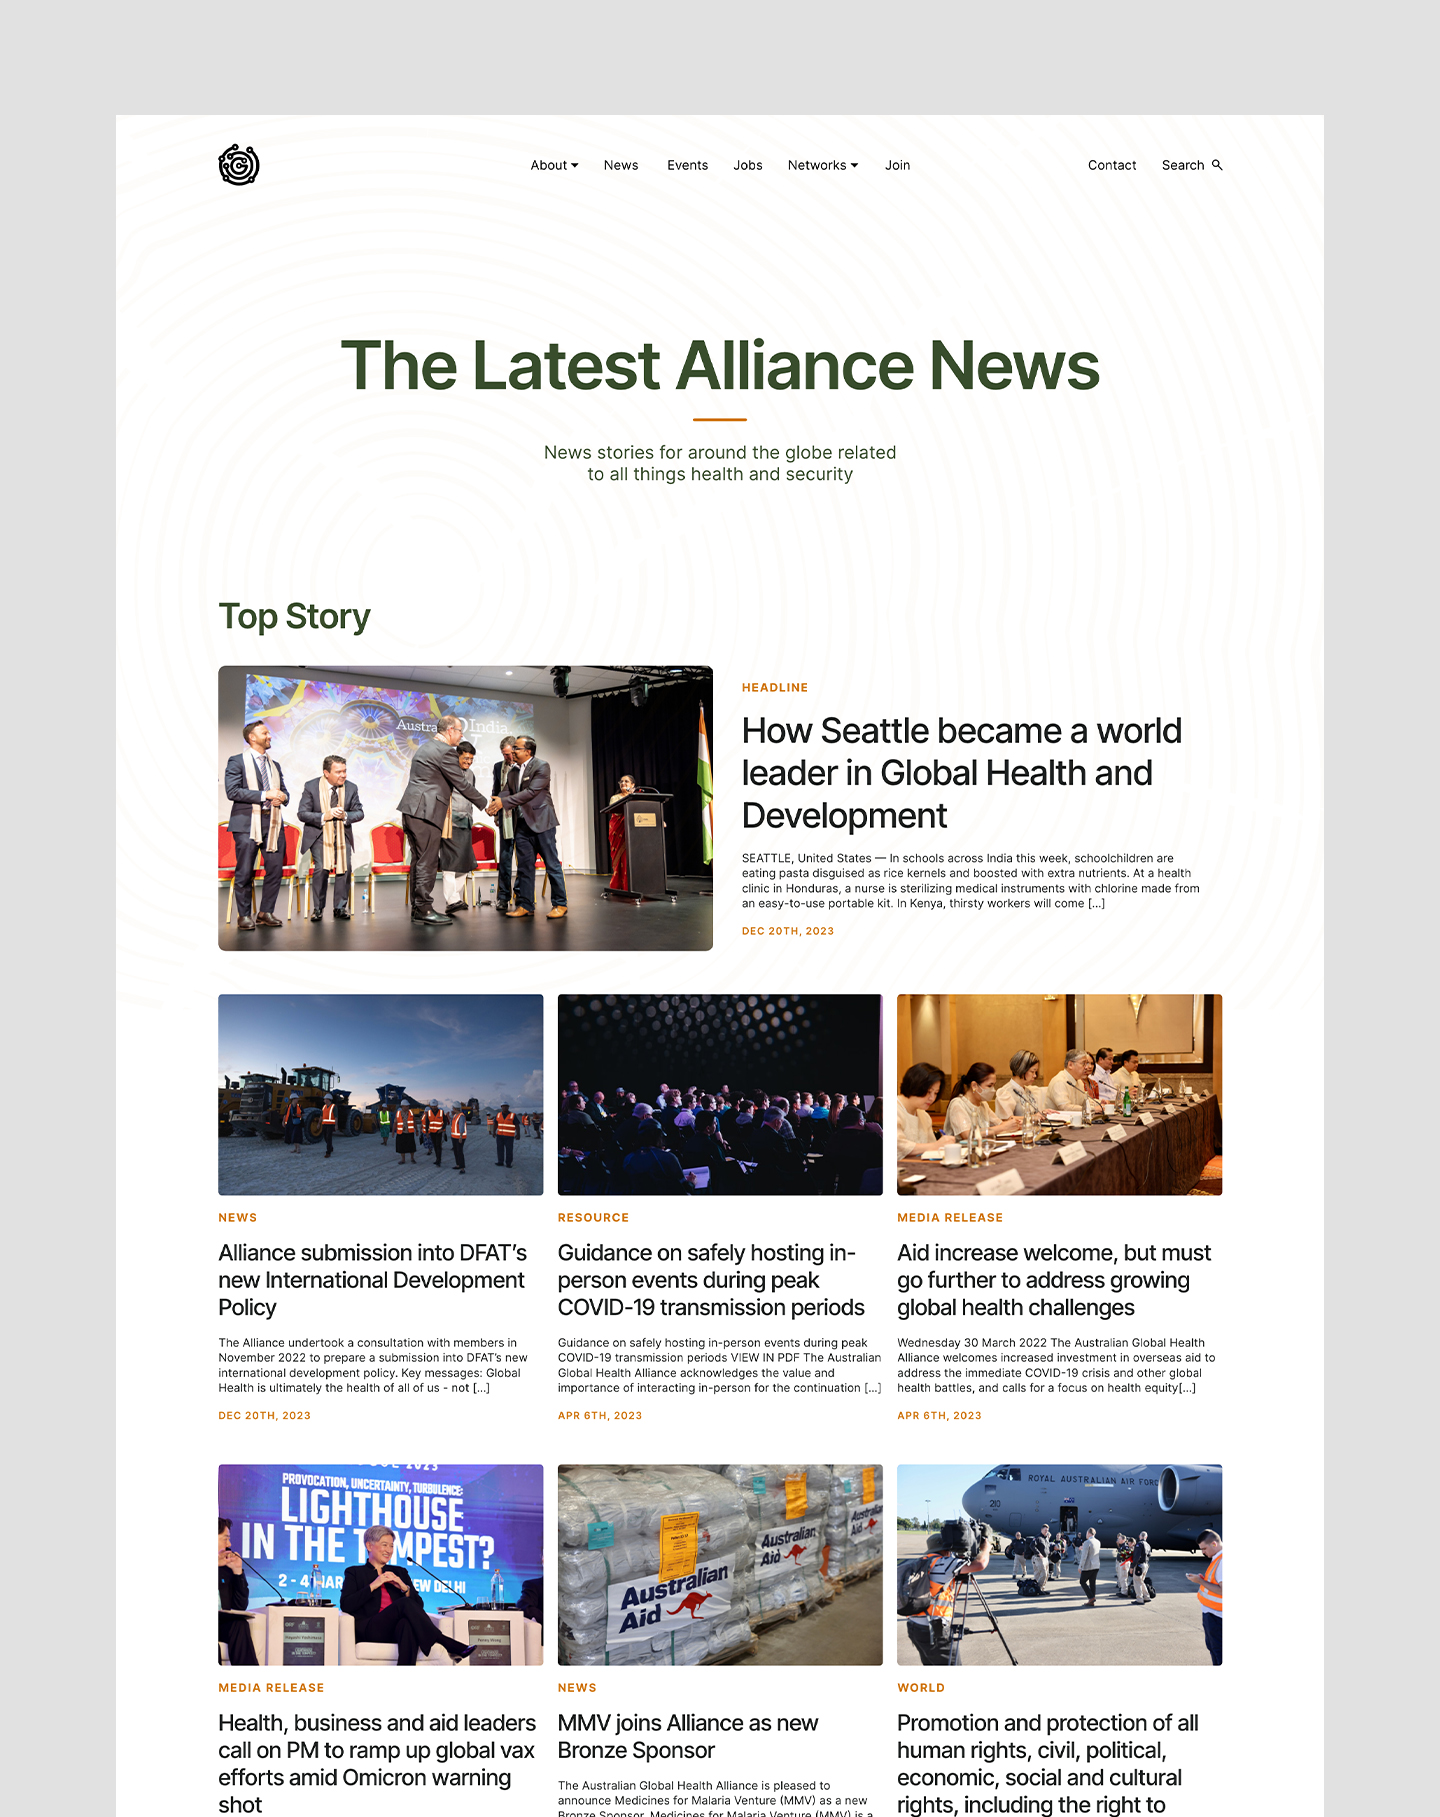 About
News
Events
Jobs
Networks
Join
Contact
Search
The Latest Alliance News
News stories for around the globe related
to all things health and security
Top Story
Austra
India
HEADLINE
How Seattle became a world
leader in Global Health and
Development
SEATTLE, United States — In schools across India this week, schoolchildren are
eating pasta disguised as rice kernels and boosted with extra nutrients. At a health
clinic in Honduras, a nurse is sterilizing medical instruments with chlorine made from
an easy-to-use portable kit. In Kenya, thirsty workers will come [...]
DEC 20TH, 2023
NEWS
Alliance submission into DFAT’s
new International Development
Policy
The Alliance undertook a consultation with members in
November 2022 to prepare a submission into DFAT’s new
international development policy. Key messages: Global
Health is ultimately the health of all of us - not [...]
DEC 20TH, 2023
RESOURCE
Guidance on safely hosting in-
person events during peak
COVID-19 transmission periods
Guidance on safely hosting in-person events during peak
COVID-19 transmission periods VIEW IN PDF The Australian
Global Health Alliance acknowledges the value and
importance of interacting in-person for the continuation [...]
APR 6TH, 2023
MEDIA RELEASE
Aid increase welcome, but must
go further to address growing
global health challenges
Wednesday 30 March 2022 The Australian Global Health
Alliance welcomes increased investment in overseas aid to
address the immediate COVID-19 crisis and other global
health battles, and calls for a focus on health equity[...]
APR 6TH, 2023
PROVOCATION, UNCERTAINTY, TURBULENCE:
LIGHTHOUSE
IN THE T MPEST?
2 - 4 MAR EW DELHI
Penny Wong
Australian
Aid
Australian
Aid
Australian
Aid
ROYAL AUSTRALIAN AIR FORC
210
MEDIA RELEASE
Health, business and aid leaders
call on PM to ramp up global vax
efforts amid Omicron warning
shot
NEWS
MMV joins Alliance as new
Bronze Sponsor
The Australian Global Health Alliance is pleased to
announce Medicines for Malaria Venture (MMV) as a new
Bronze Sponsor. Medicines for Malaria Venture (MMV) is a
WORLD
Promotion and protection of all
human rights, civil, political,
economic, social and cultural
rights, including the right to